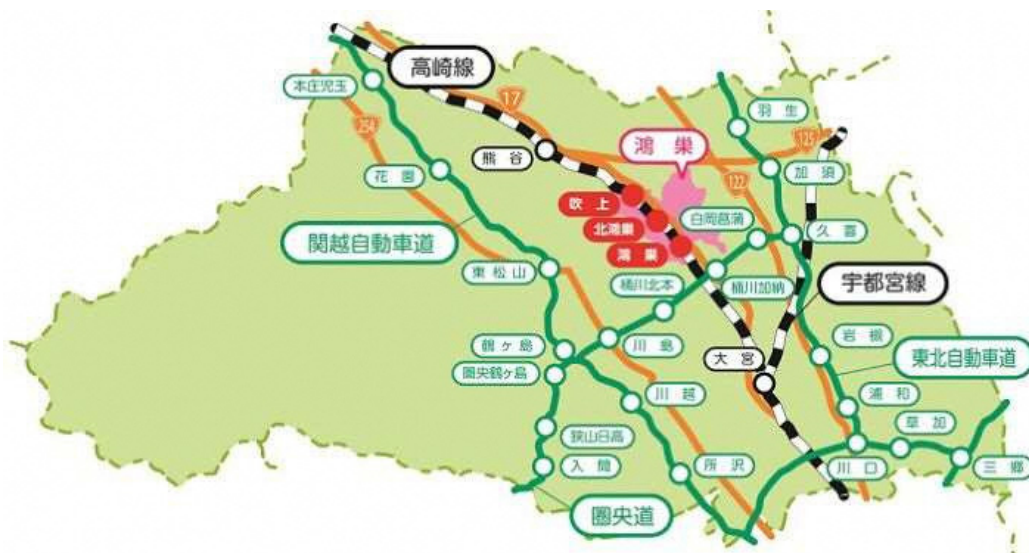 高崎線
本庄児玉
17
羽生
254
熊谷
鴻巣
125
花園
加須
122
吹上
白岡菖蒲
北鴻巣
久喜
関越自動車道
鴻巣
東松山
桶川北本
桶川加納
宇都宮線
鶴ヶ島
川島
大宮
岩槻
東北自動車道
圏央鶴ヶ島
川越
浦和
草加
狭山日高
入間
所沢
川口
三郷
圏央道